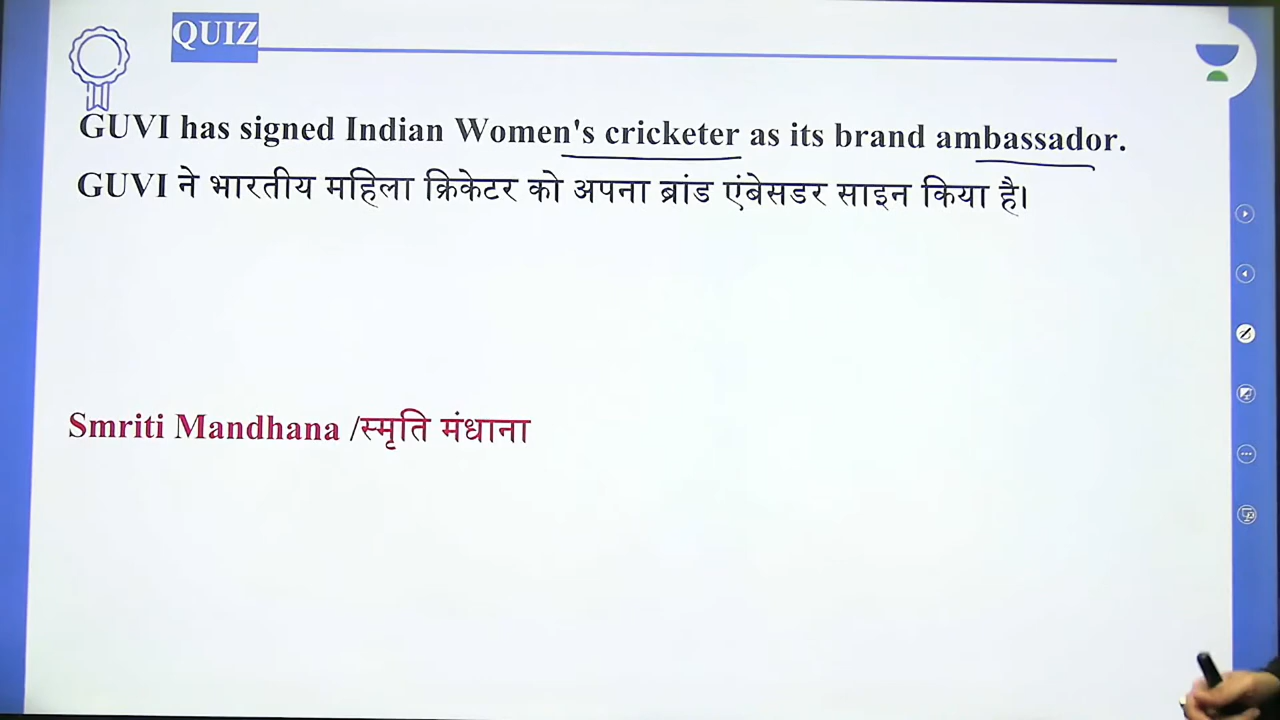 QUIZ
GUVI has signed Indian Women's cricketer as its brand ambassador.
GUVI ने भारतीय महिला क्रिकेटर को अपना ब्रांड एंबेसडर साइन किया है।
Smriti Mandhana /स्मृति मंधाना